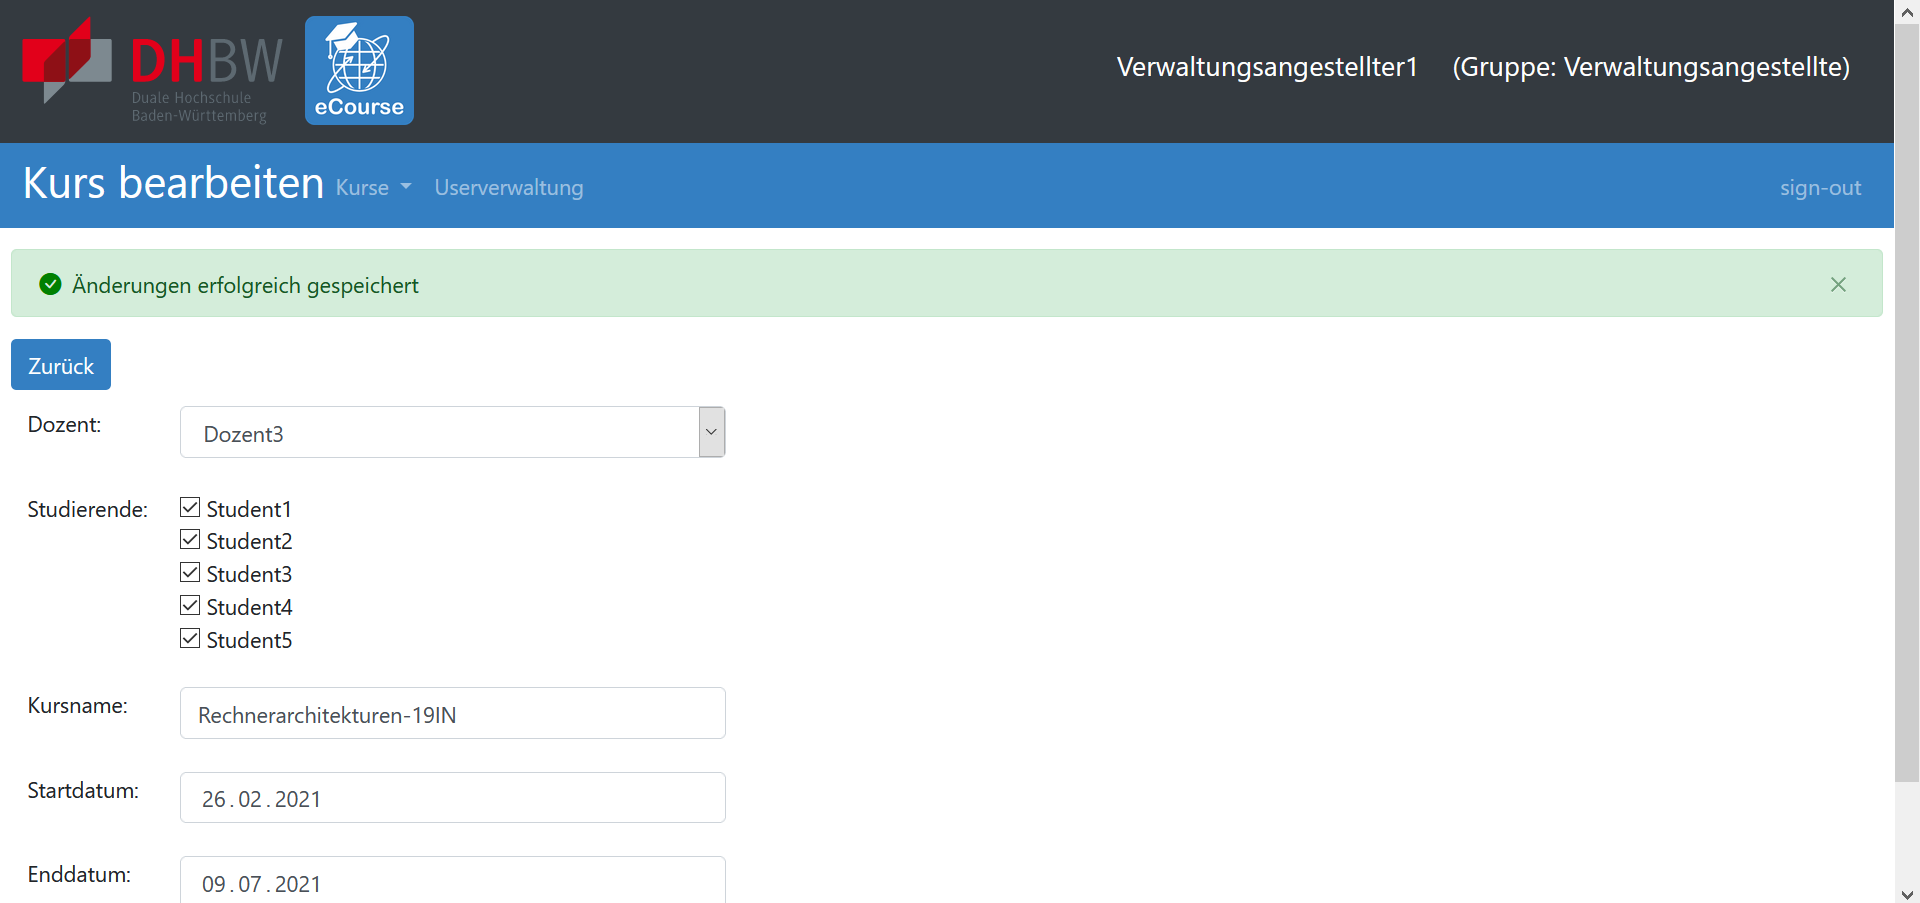 DHBW
Duale Hochschule
Baden-Württemberg
eCourse
Verwaltungsangestellter1 (Gruppe: Verwaltungsangestellte)
Kurs bearbeiten Kurse Userverwaltung sign-out
Änderungen erfolgreich gespeichert
Zurück
Dozent: Dozent3
Studierende: Student1
Student2
Student3
Student4
Student5
Kursname: Rechnerarchitekturen-19IN
Startdatum: 26.02.2021
Enddatum: 09.07.2021